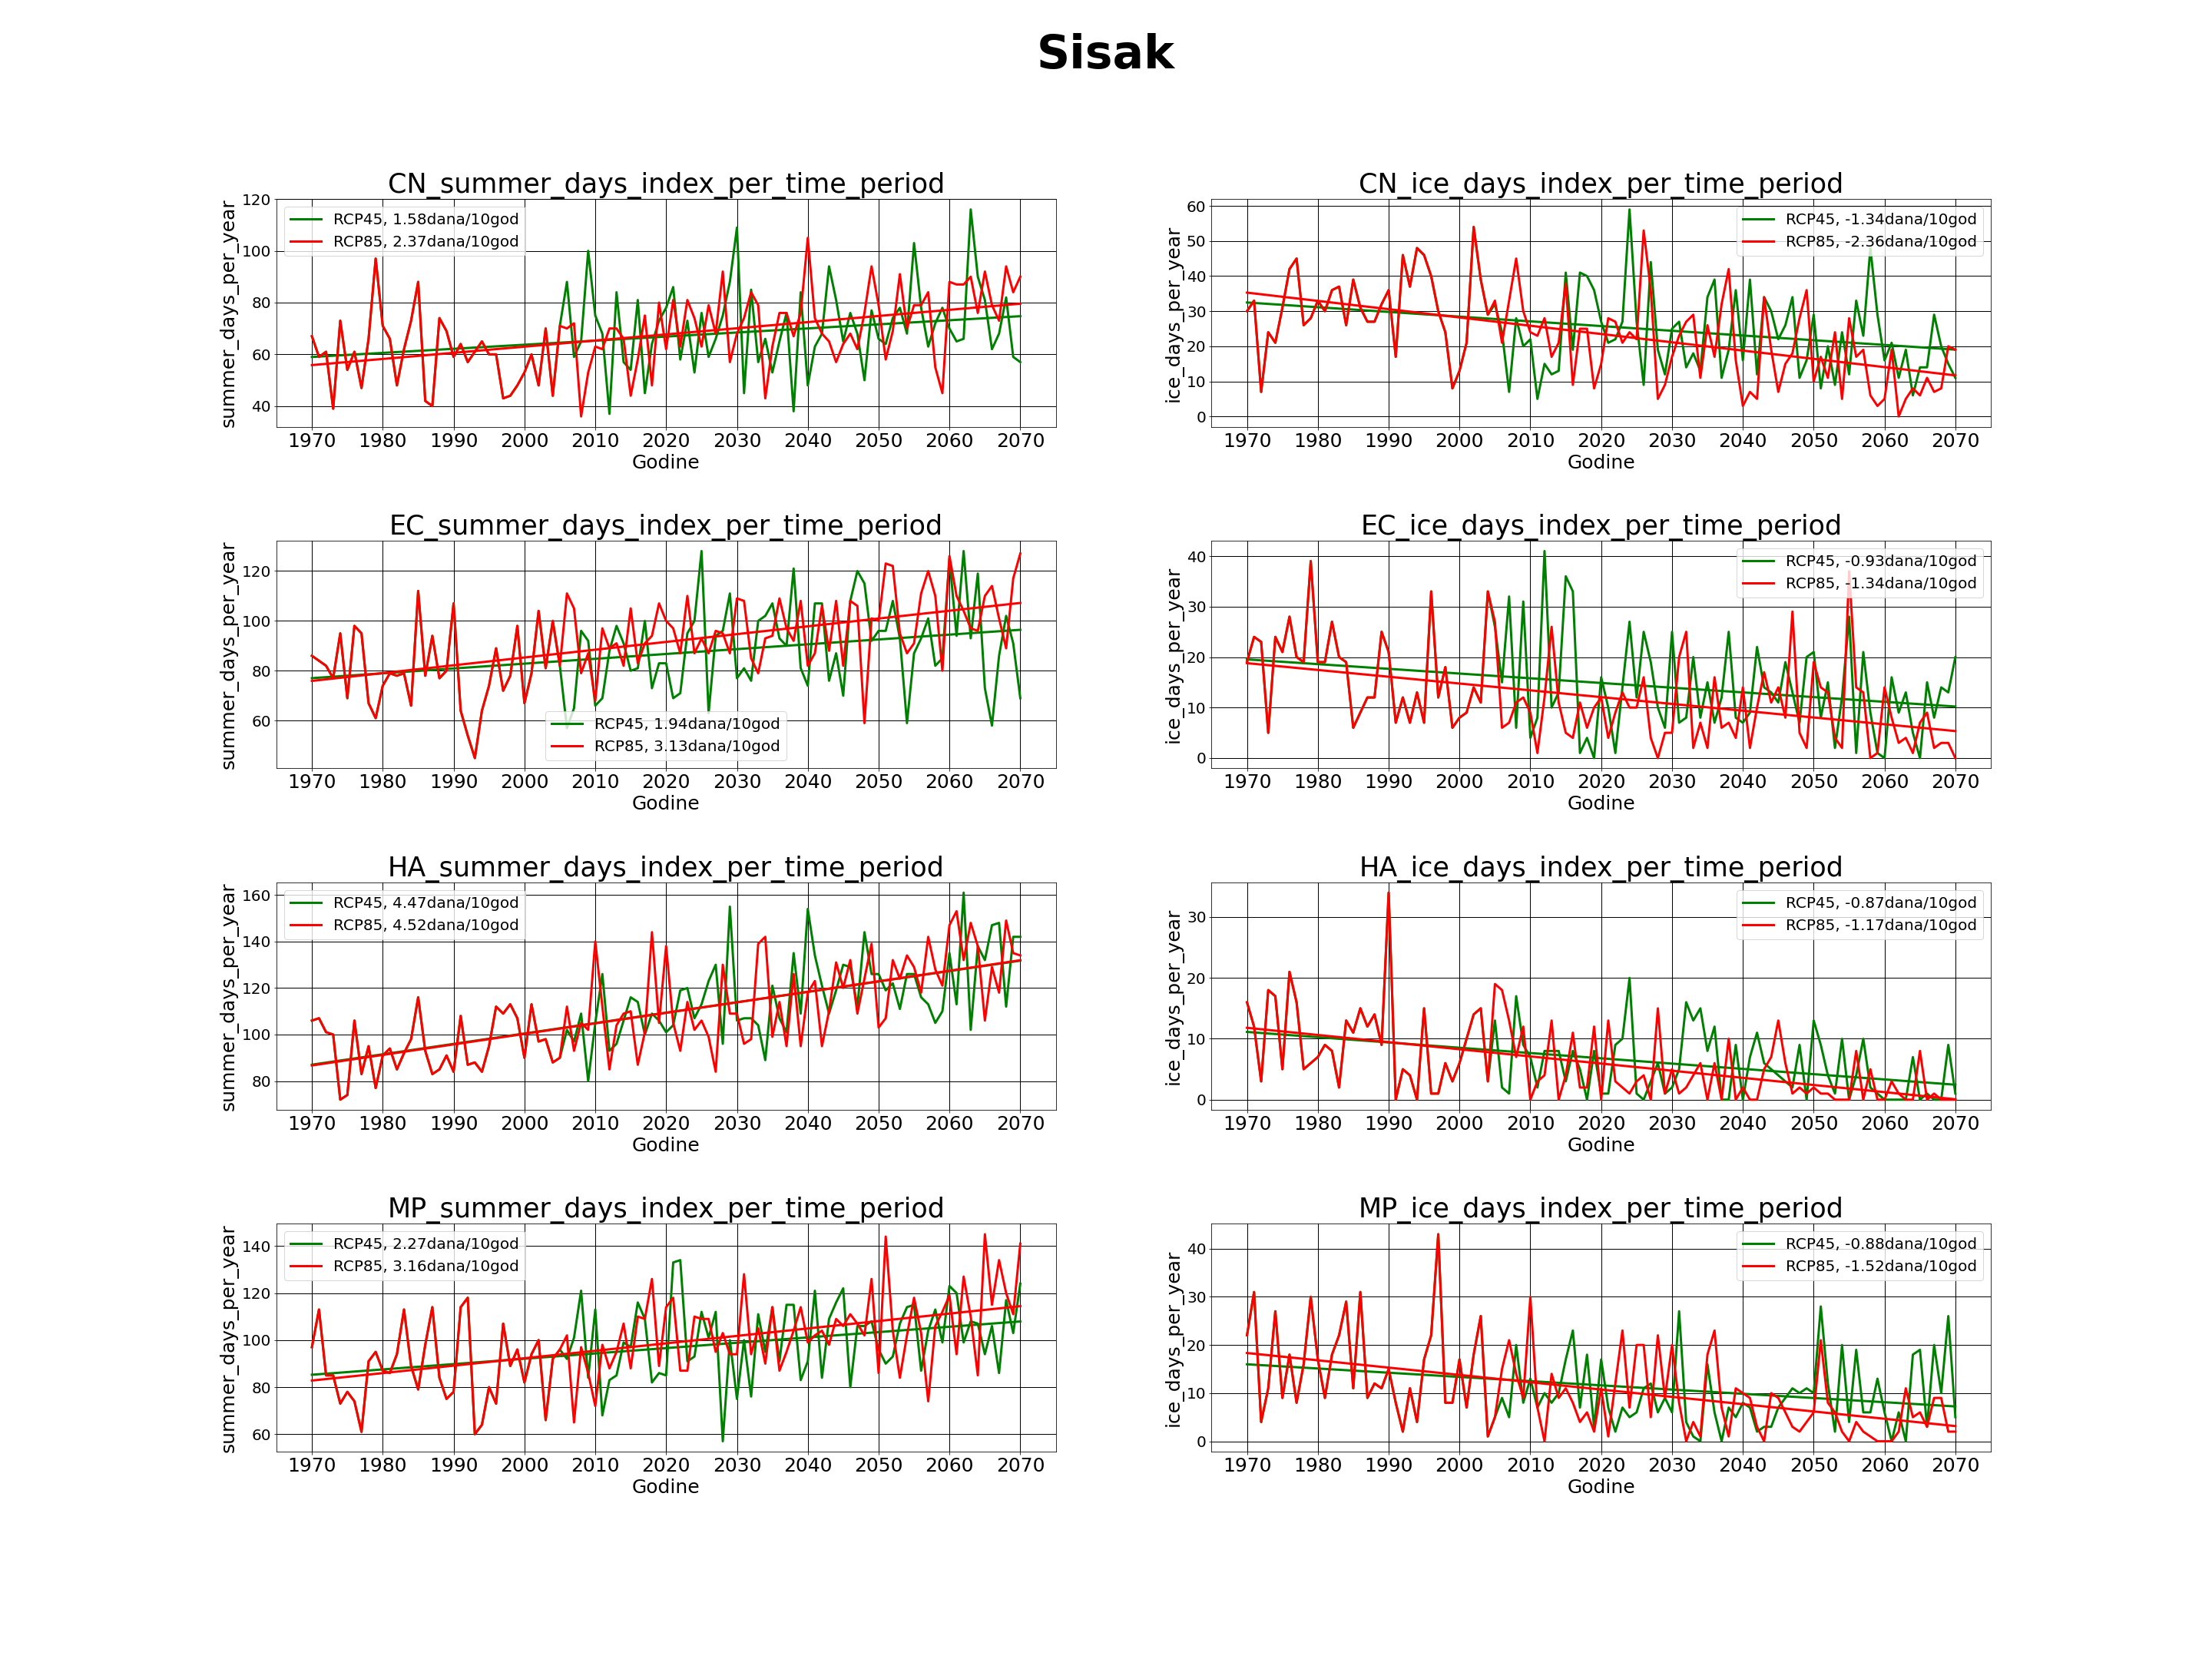 Sisak
CN_summer_days_index_per_time_period
summer_days_per_year
120
100
80
60
40
RCP45, 1.58dana/10god
RCP85, 2.37dana/10god
1970 1980 1990 2000 2010 2020 2030 2040 2050 2060 2070
Godine
CN_ice_days_index_per_time_period
ice_days_per_year
60
50
40
30
20
10
0
RCP45, -1.34dana/10god
RCP85, -2.36dana/10god
1970 1980 1990 2000 2010 2020 2030 2040 2050 2060 2070
Godine
EC_summer_days_index_per_time_period
summer_days_per_year
120
100
80
60
RCP45, 1.94dana/10god
RCP85, 3.13dana/10god
1970 1980 1990 2000 2010 2020 2030 2040 2050 2060 2070
Godine
EC_ice_days_index_per_time_period
ice_days_per_year
40
30
20
10
0
RCP45, -0.93dana/10god
RCP85, -1.34dana/10god
1970 1980 1990 2000 2010 2020 2030 2040 2050 2060 2070
Godine
HA_summer_days_index_per_time_period
summer_days_per_year
160
140
120
100
80
RCP45, 4.47dana/10god
RCP85, 4.52dana/10god
1970 1980 1990 2000 2010 2020 2030 2040 2050 2060 2070
Godine
HA_ice_days_index_per_time_period
ice_days_per_year
30
20
10
0
RCP45, -0.87dana/10god
RCP85, -1.17dana/10god
1970 1980 1990 2000 2010 2020 2030 2040 2050 2060 2070
Godine
MP_summer_days_index_per_time_period
summer_days_per_year
140
120
100
80
60
RCP45, 2.27dana/10god
RCP85, 3.16dana/10god
1970 1980 1990 2000 2010 2020 2030 2040 2050 2060 2070
Godine
MP_ice_days_index_per_time_period
ice_days_per_year
40
30
20
10
0
RCP45, -0.88dana/10god
RCP85, -1.52dana/10god
1970 1980 1990 2000 2010 2020 2030 2040 2050 2060 2070
Godine